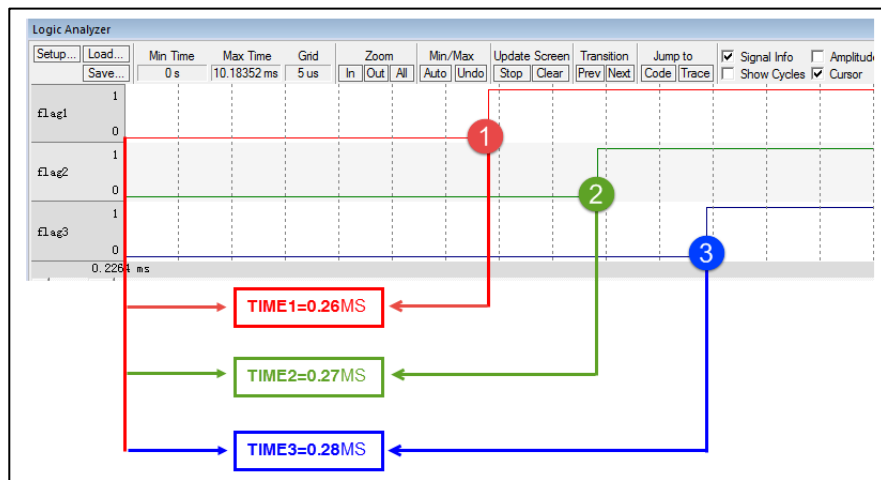 Logic Analyzer
Setup... Load... Min Time Max Time Grid Zoom Min/Max Update Screen Transition Jump to Signal Info Amplitude
Save... 0 s 10.18352 ms 5 us In Out All Auto Undo Stop Clear Prev Next Code Trace Show Cycles Cursor
1
flag1
0
1
1
flag2
0
2
1
flag3
0
3
0.2264 ms
TIME1=0.26MS
TIME2=0.27MS
TIME3=0.28MS